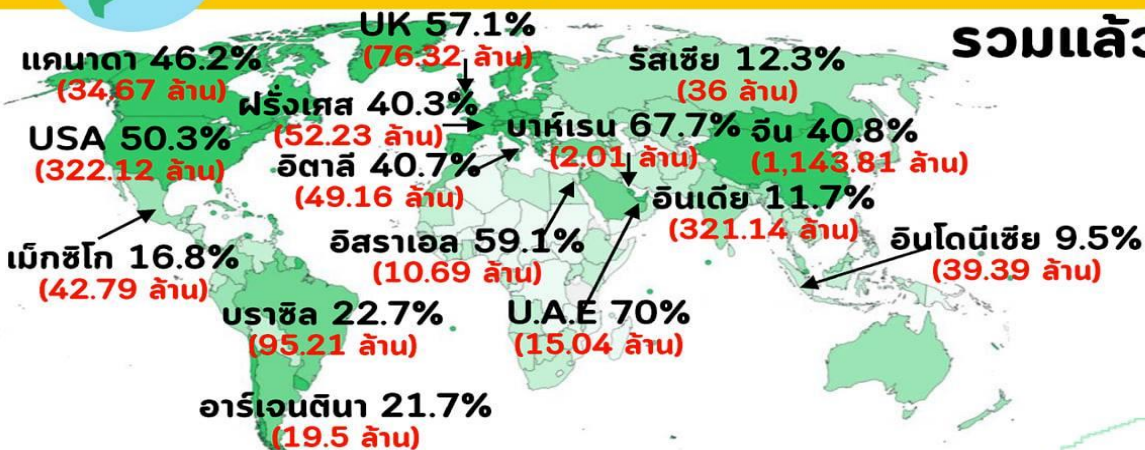 รวมแล้ว
UK 57.1%
(76.32 ล้าน)
แคนาดา 46.2%
(34.67 ล้าน)
รัสเซีย 12.3%
(36 ล้าน)
ฝรั่งเศส 40.3%
(52.23 ล้าน)
USA 50.3%
(322.12 ล้าน)
บาห์เรน 67.7%
(2.01 ล้าน)
จีน 40.8%
(1,143.81 ล้าน)
อิตาลี 40.7%
(49.16 ล้าน)
อินเดีย 11.7%
(321.14 ล้าน)
เม็กซิโก 16.8%
(42.79 ล้าน)
อิสราเอล 59.1%
(10.69 ล้าน)
อินโดนีเซีย 9.5%
(39.39 ล้าน)
บราซิล 22.7%
(95.21 ล้าน)
U.A.E 70%
(15.04 ล้าน)
อาร์เจนตินา 21.7%
(19.5 ล้าน)